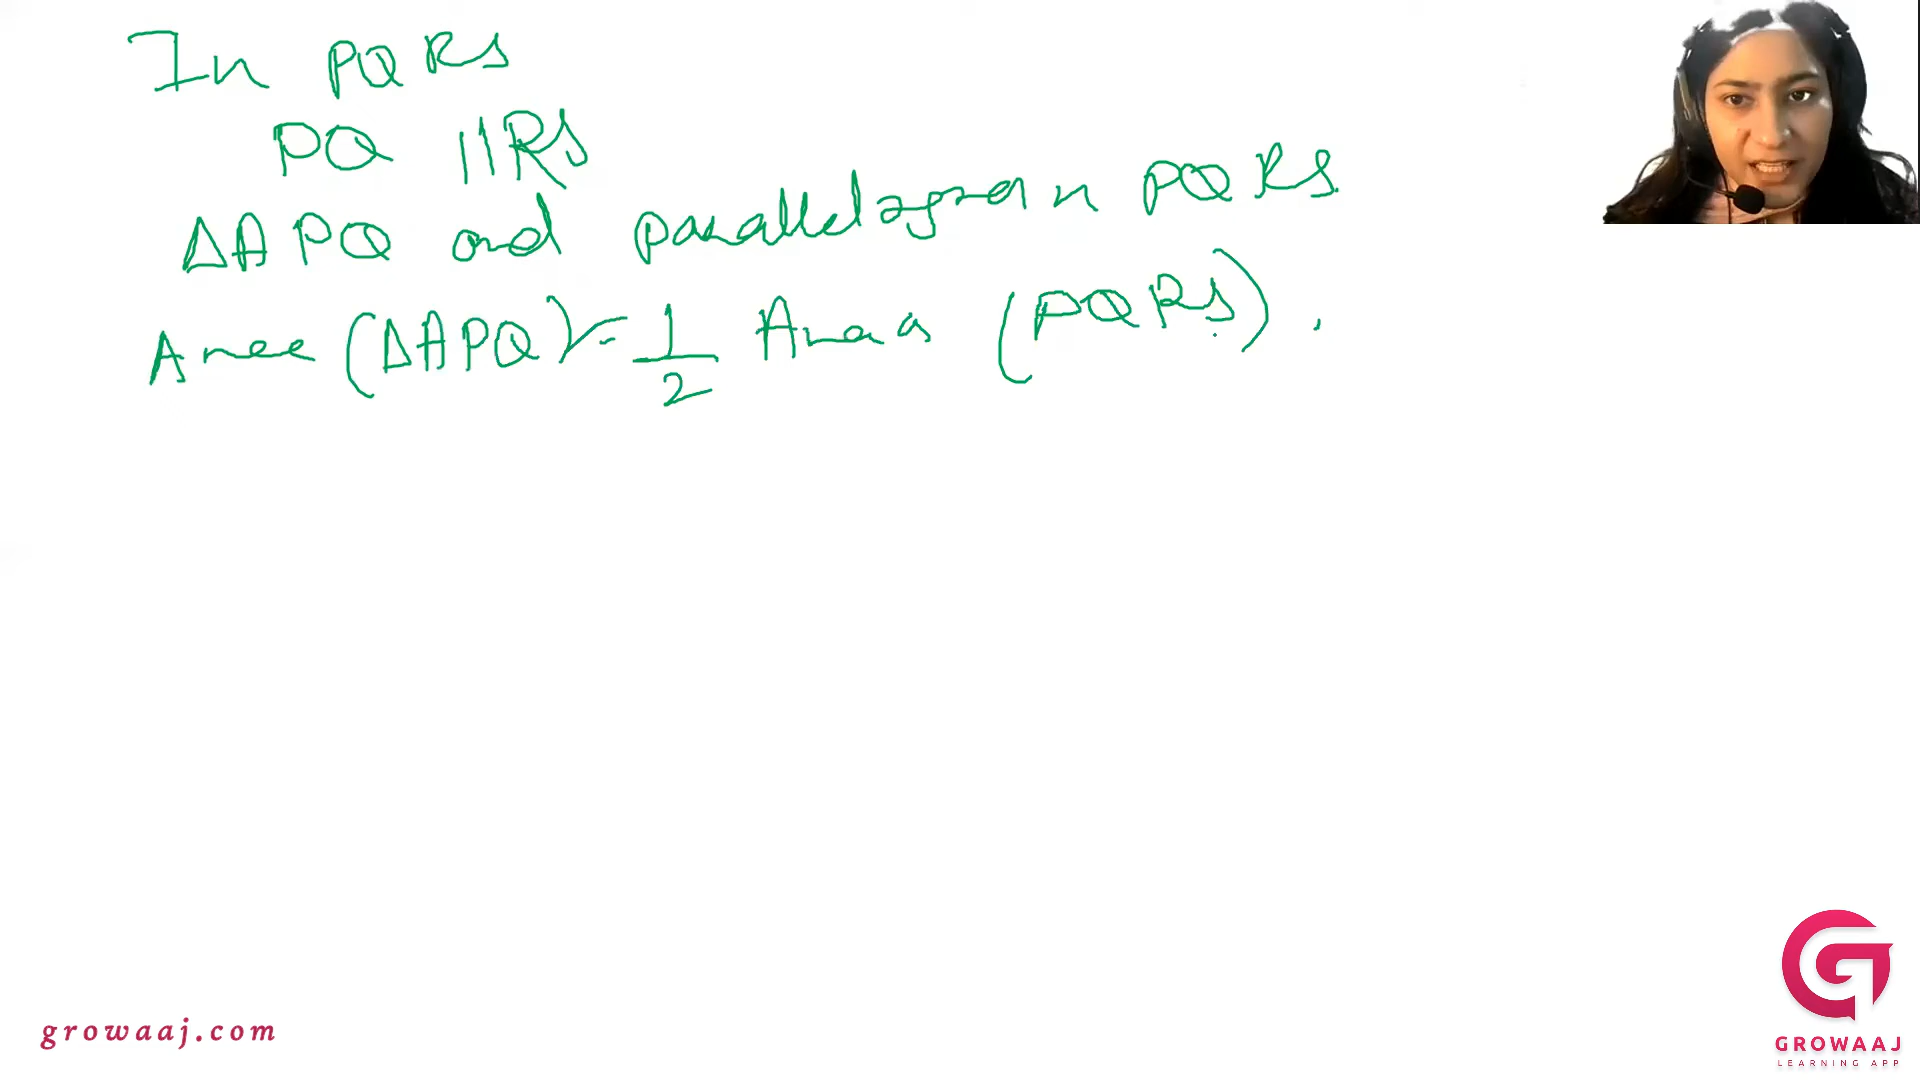 In PQRS
PQ || RS
ΔAPQ and parallelogram PQRS
Area (ΔAPQ) = 1/2 Area (PQRS).
growaaj.com
GROWAAJ
LEARNING APP